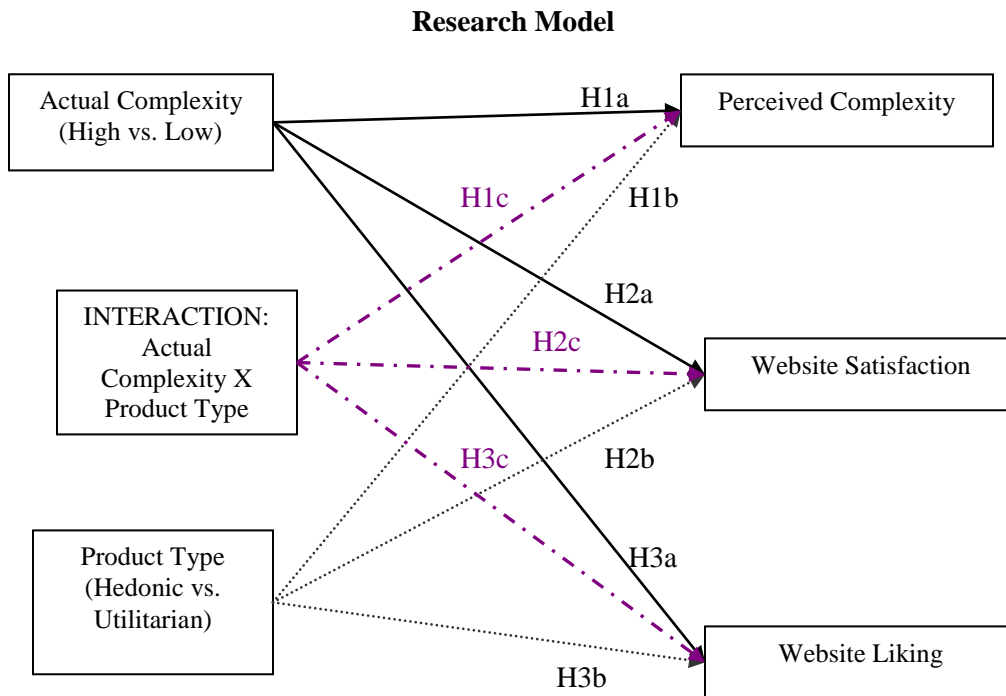 Research Model
Actual Complexity
(High vs. Low)
H1a
Perceived Complexity
H1c
H1b
INTERACTION:
Actual
Complexity X
Product Type
H2a
H2c
Website Satisfaction
H3c
H2b
Product Type
(Hedonic vs.
Utilitarian)
H3a
H3b
Website Liking